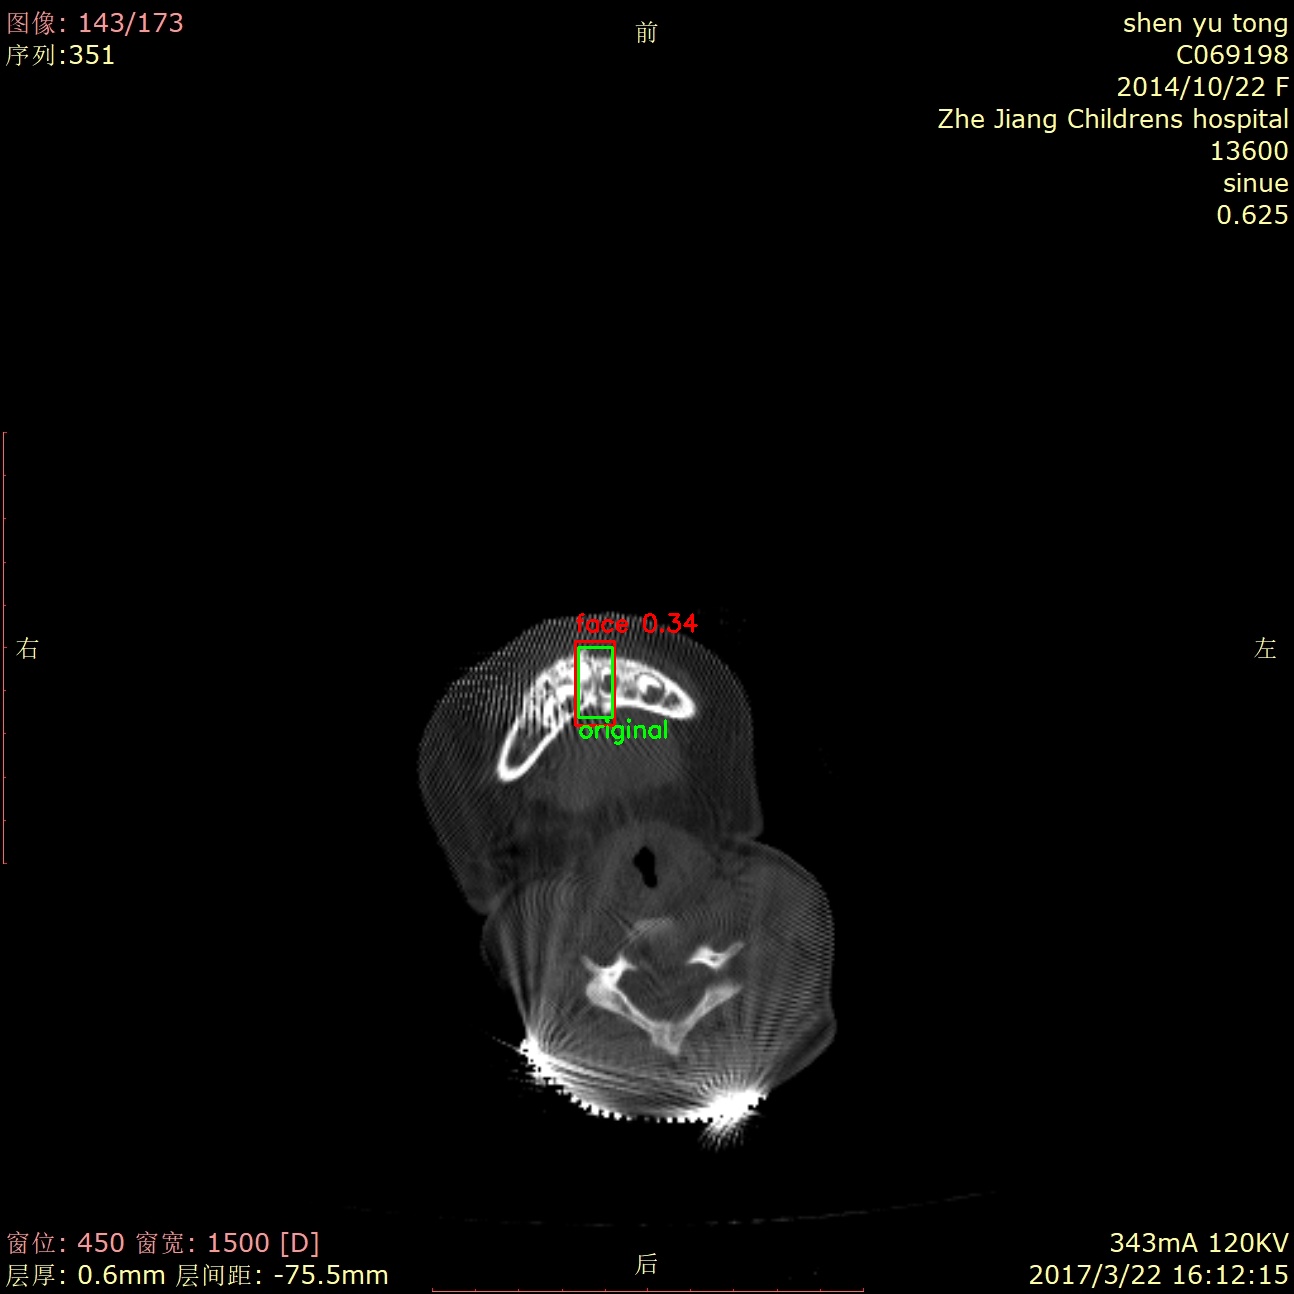 图像: 143/173
序列:351
前
shen yu tong
C069198
2014/10/22 F
Zhe Jiang Childrens hospital
13600
sinue
0.625
face 0.34
右
左
original
窗位: 450 窗宽: 1500 [D]
层厚: 0.6mm 层间距: -75.5mm
后
343mA 120KV
2017/3/22 16:12:15